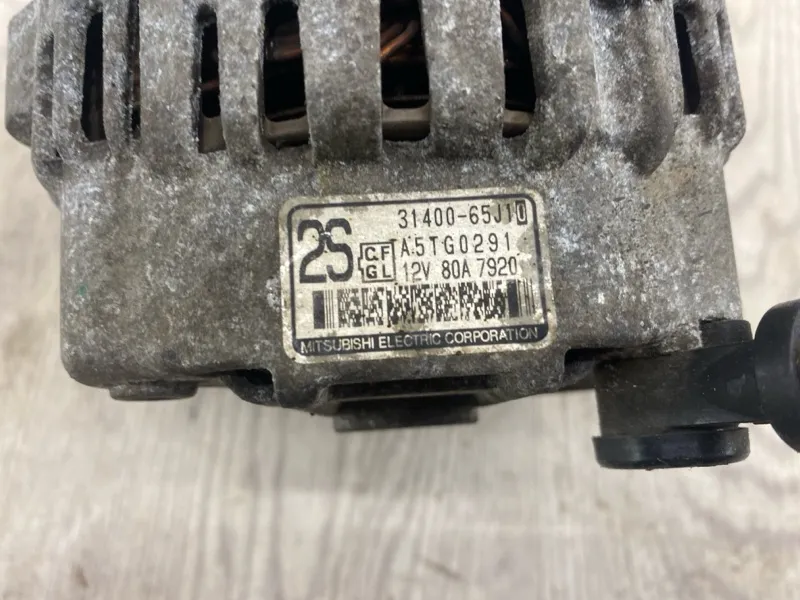 2S
31400-65J10
C.F
G.L
A5TG0291
12V 80A 7920
MITSUBISHI ELECTRIC CORPORATION